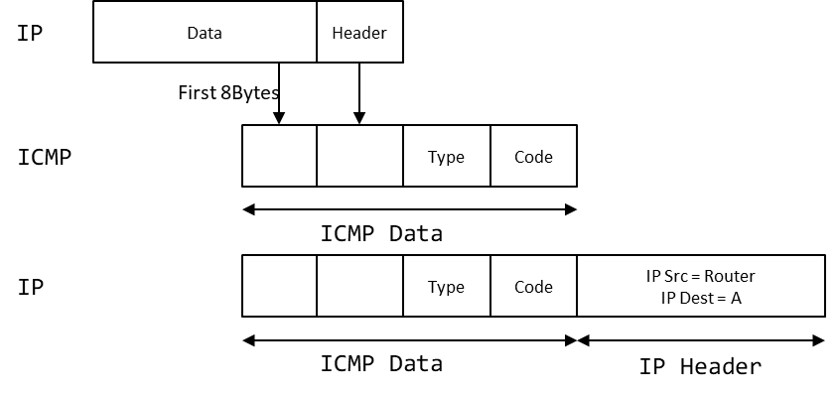 IP
Data
Header
First 8Bytes
ICMP
Type
Code
ICMP Data
IP
Type
Code
IP Src = Router
IP Dest = A
ICMP Data
IP Header